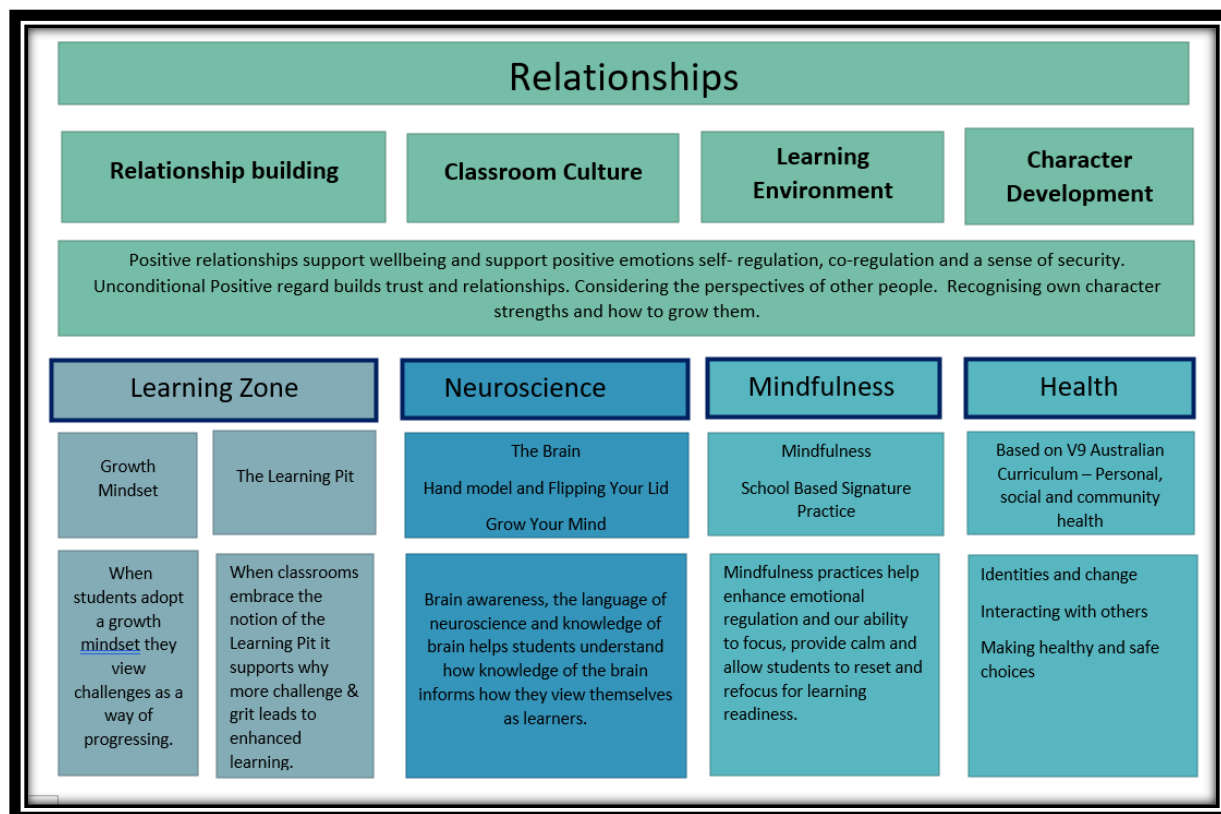 Relationships
Relationship building
Classroom Culture
Learning
Environment
Character
Development
Positive relationships support wellbeing and support positive emotions self- regulation, co-regulation and a sense of security.
Unconditional Positive regard builds trust and relationships. Considering the perspectives of other people.  Recognising own character
strengths and how to grow them.
Learning Zone
Neuroscience
Mindfulness
Health
Growth
Mindset
The Learning Pit
The Brain
Hand model and Flipping Your Lid
Grow Your Mind
Mindfulness
School Based Signature
Practice
Based on V9 Australian
Curriculum – Personal,
social and community
health
When
students adopt
a growth
mindset they
view
challenges as a
way of
progressing.
When classrooms
embrace the
notion of the
Learning Pit it
supports why
more challenge &
grit leads to
enhanced
learning.
Brain awareness, the language of
neuroscience and knowledge of
brain helps students understand
how knowledge of the brain
informs how they view themselves
as learners.
Mindfulness practices help
enhance emotional
regulation and our ability
to focus, provide calm and
allow students to reset and
refocus for learning
readiness.
Identities and change
Interacting with others
Making healthy and safe
choices